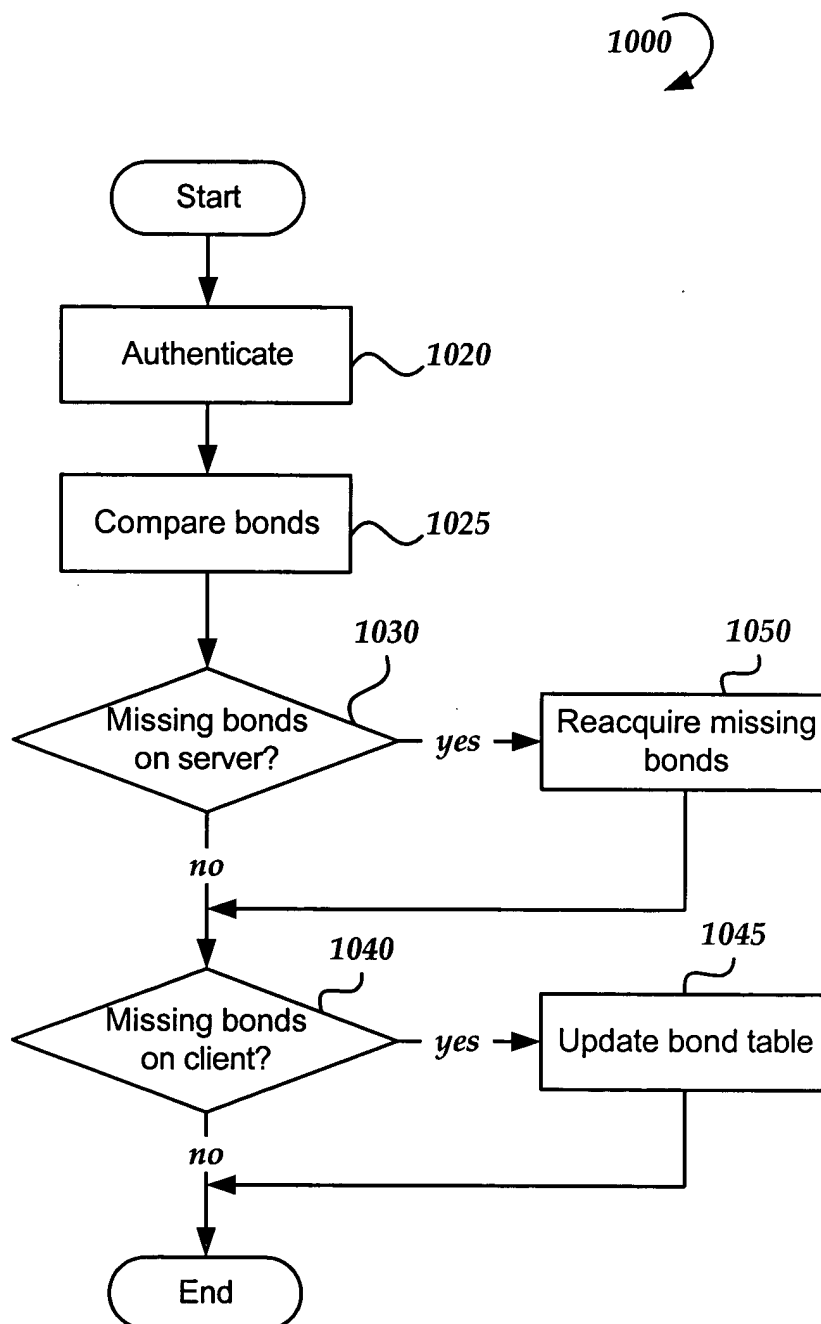 1000
Start
Authenticate
1020
Compare bonds
1025
1030
Missing bonds
on server?
yes
1050
Reacquire missing
bonds
no
1040
Missing bonds
on client?
yes
1045
Update bond table
no
End